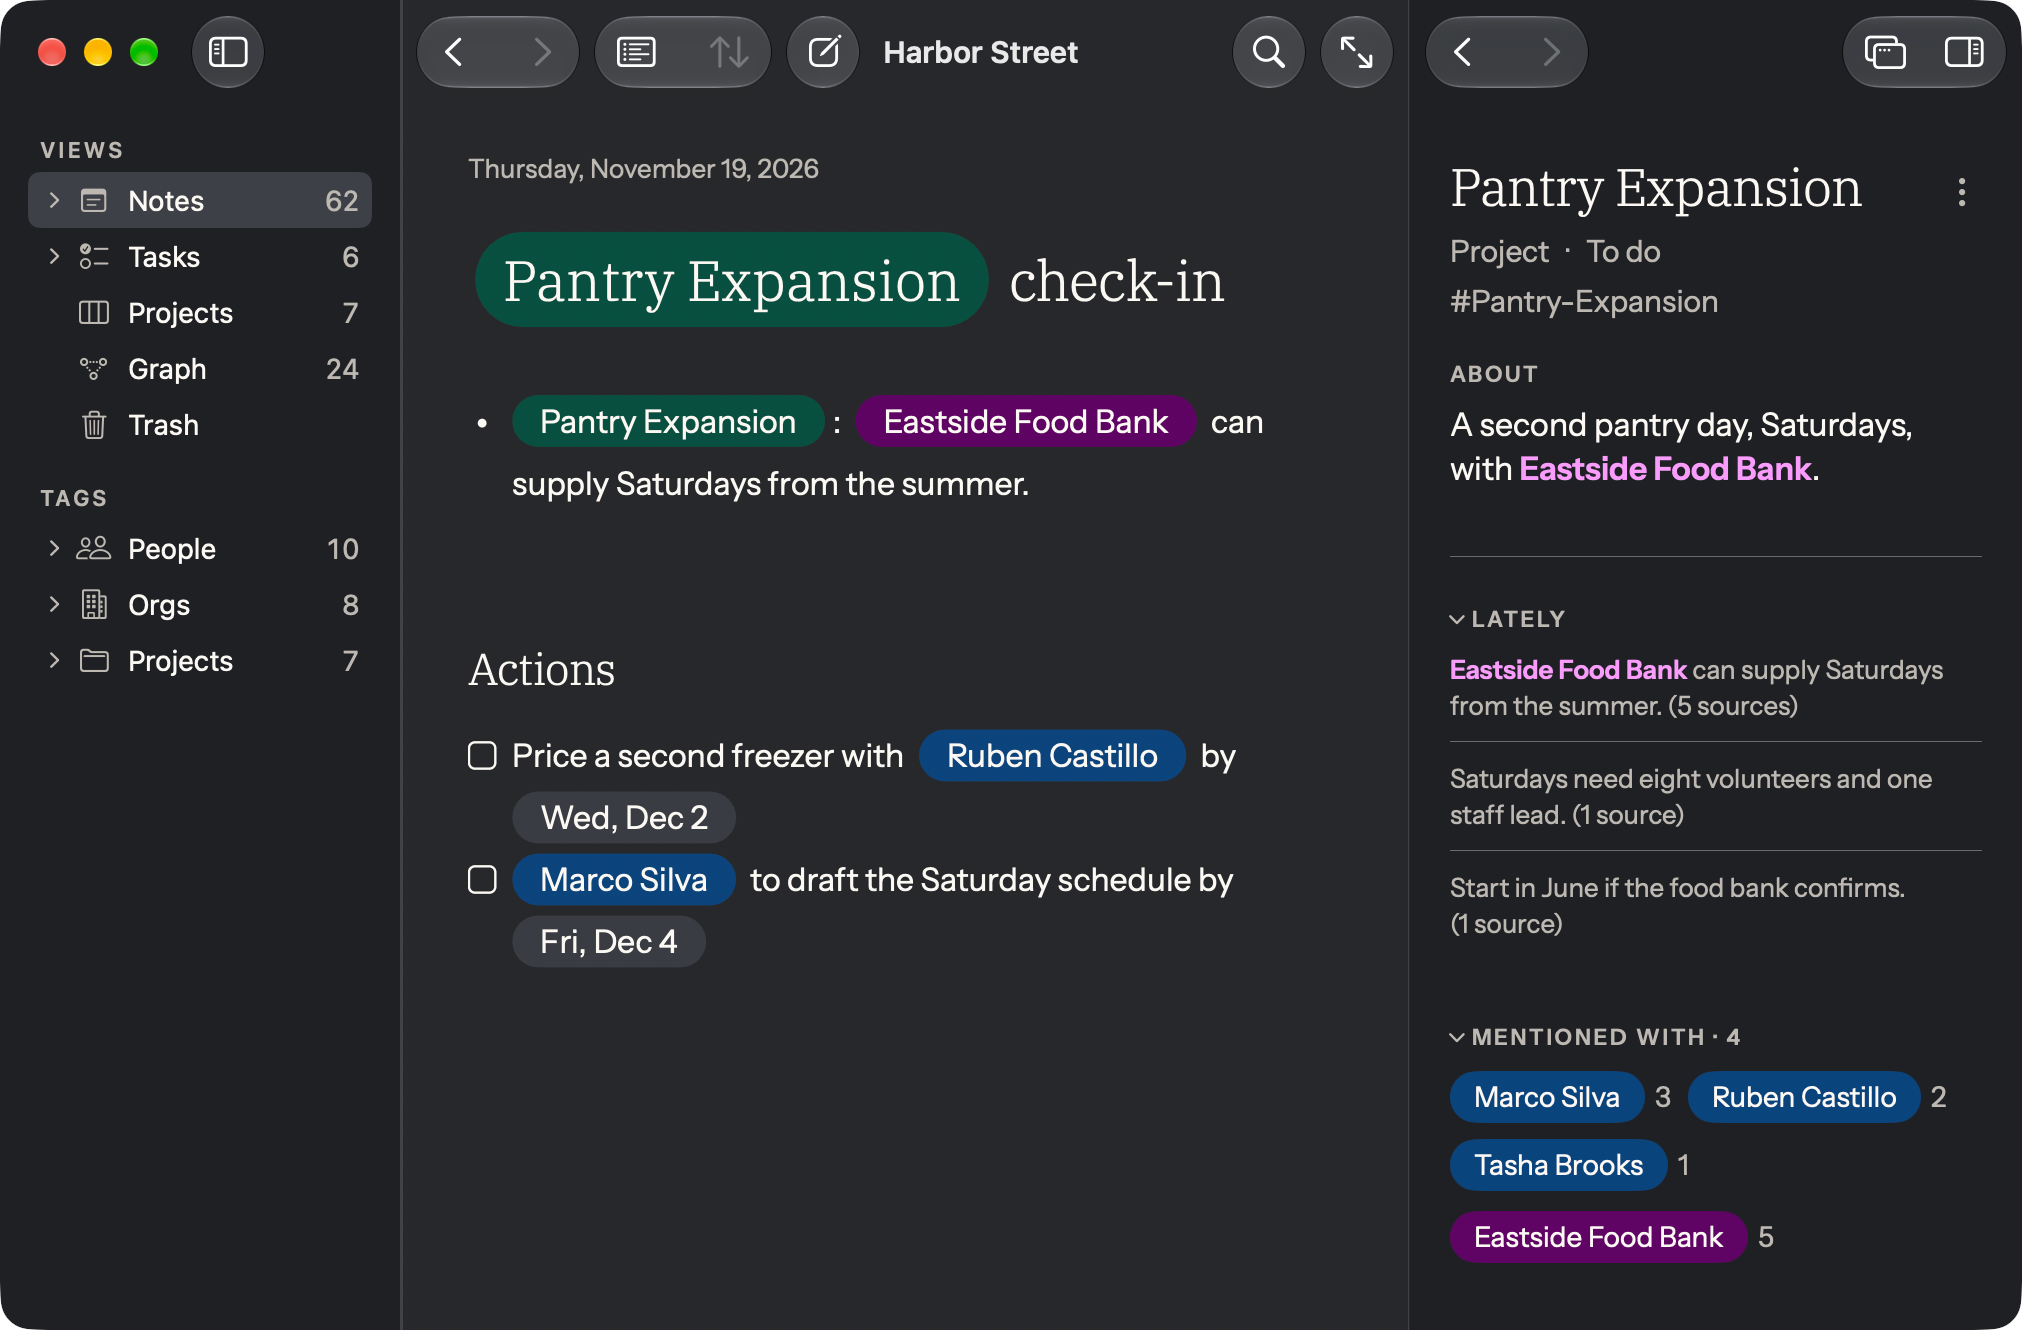 VIEWS
Notes 62
Tasks 6
Projects 7
Graph 24
Trash
TAGS
People 10
Orgs 8
Projects 7
Harbor Street
Thursday, November 19, 2026
Pantry Expansion check-in
• Pantry Expansion : Eastside Food Bank can
supply Saturdays from the summer.
Actions
Price a second freezer with Ruben Castillo by
Wed, Dec 2
Marco Silva to draft the Saturday schedule by
Fri, Dec 4
Pantry Expansion
Project · To do
#Pantry-Expansion
ABOUT
A second pantry day, Saturdays,
with Eastside Food Bank.
LATELY
Eastside Food Bank can supply Saturdays
from the summer. (5 sources)
Saturdays need eight volunteers and one
staff lead. (1 source)
Start in June if the food bank confirms.
(1 source)
MENTIONED WITH · 4
Marco Silva 3 Ruben Castillo 2
Tasha Brooks 1
Eastside Food Bank 5